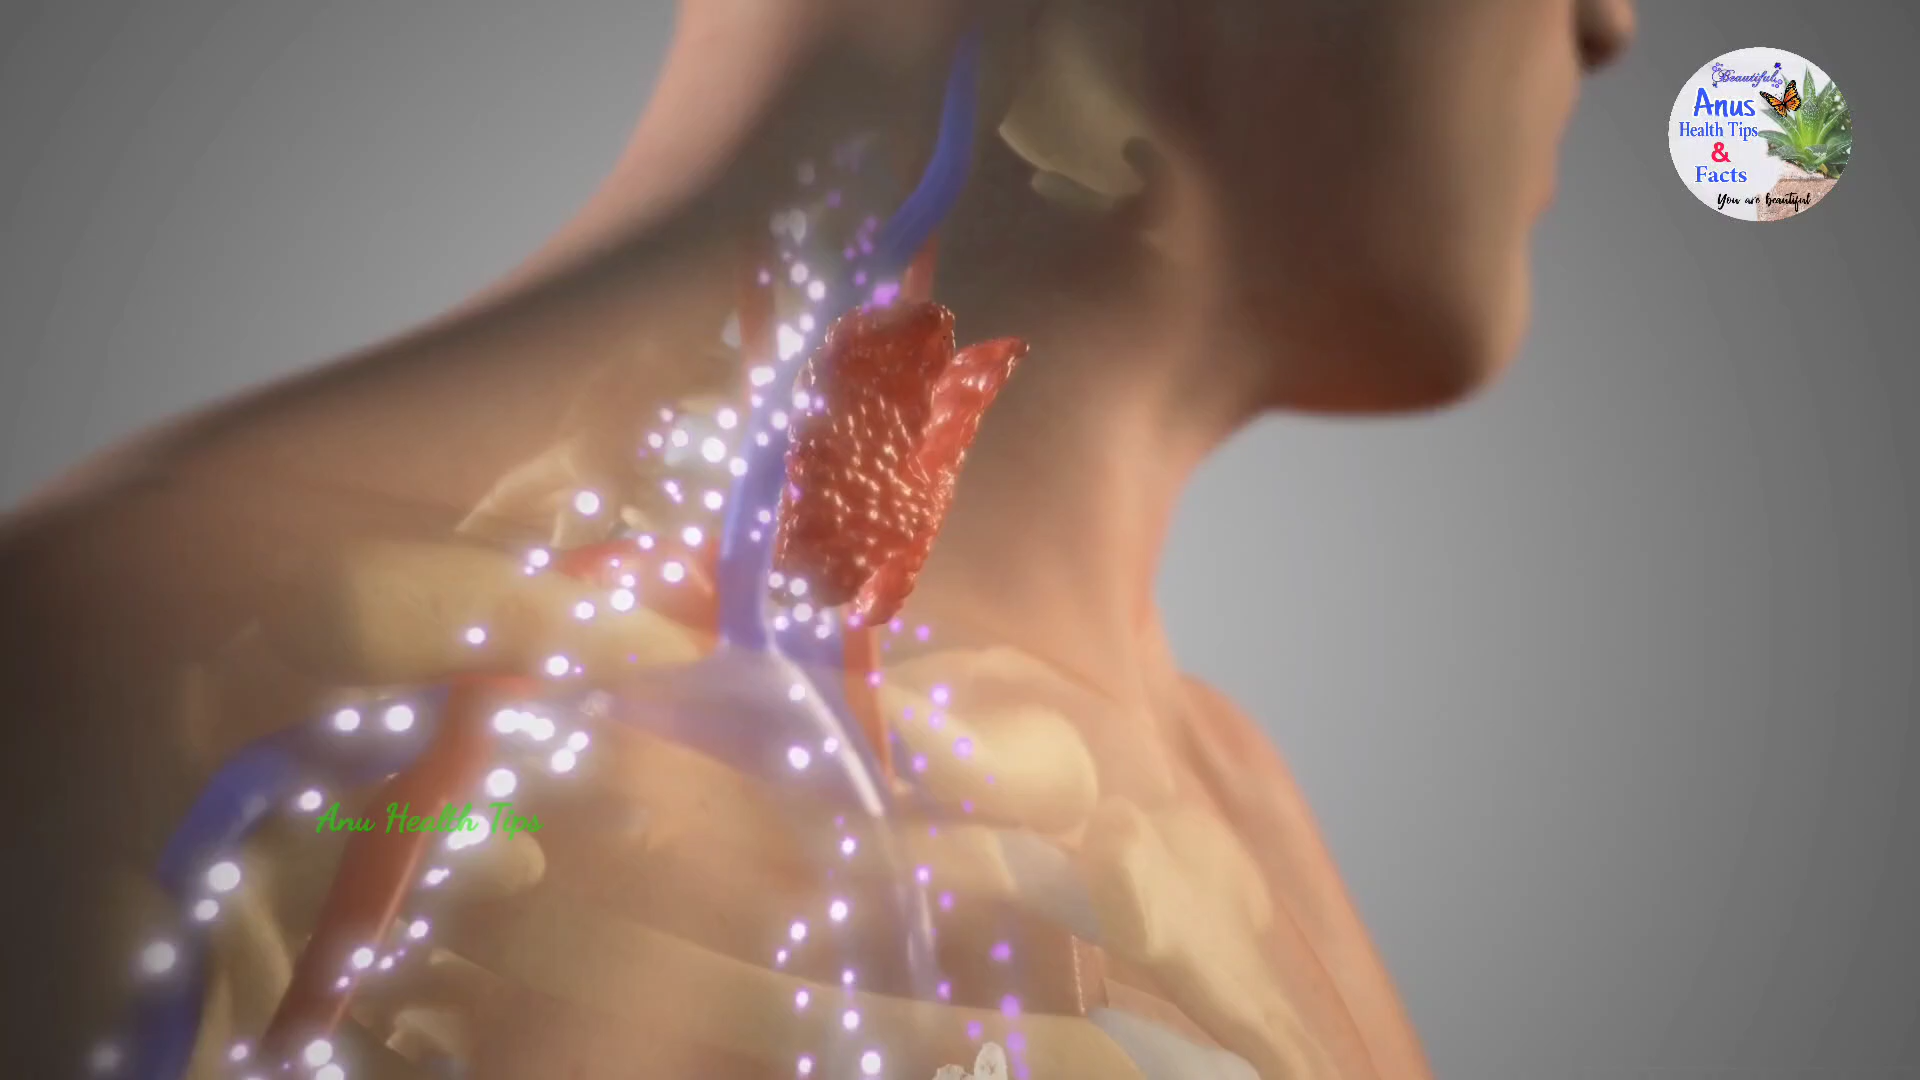 Beautiful
Anus
Health Tips
&
Facts
You are beautiful
Anu Health Tips